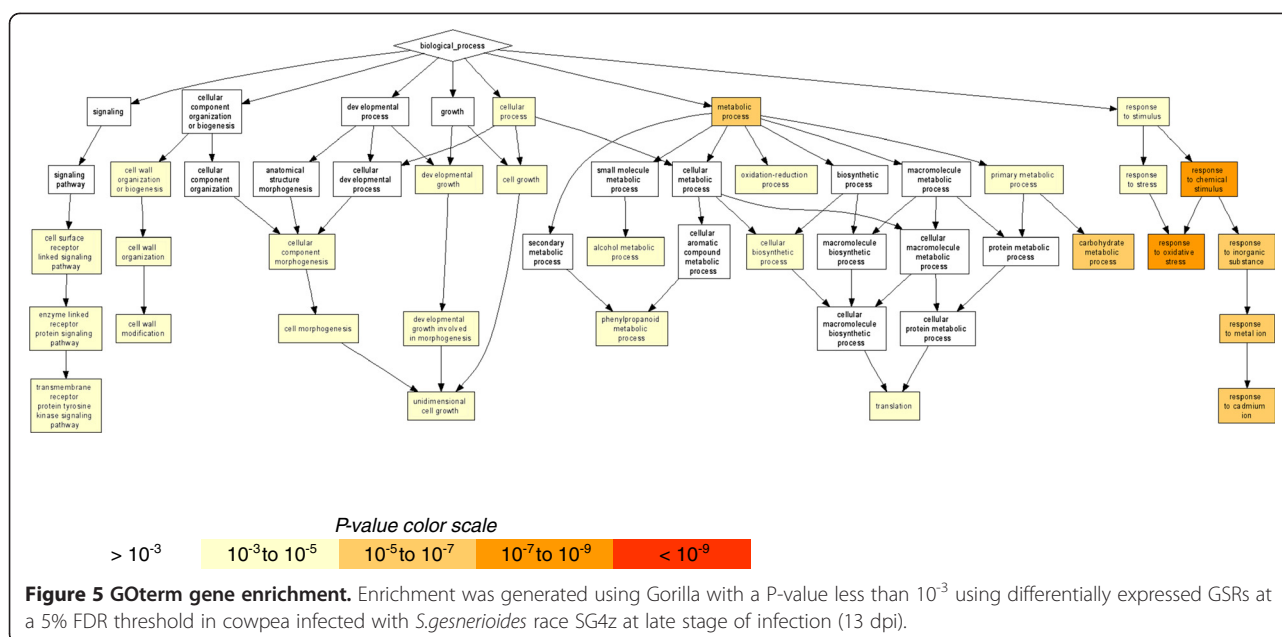 biological_process
signaling
cellular
component
organization
or biogenesis
developmental
process
growth
cellular
process
metabolic
process
response
to stimulus
signaling
pathway
cell wall
organization
or biogenesis
cellular
component
organization
anatomical
structure
morphogenesis
cellular
developmental
process
developmental
growth
cell growth
small molecule
metabolic
process
cellular
metabolic
process
oxidation-reduction
process
biosynthetic
process
macromolecule
metabolic
process
primary metabolic
process
response
to stress
response
to chemical
stimulus
cell surface
receptor
linked signaling
pathway
cell wall
organization
cellular
component
morphogenesis
secondary
metabolic
process
alcohol metabolic
process
cellular
aromatic
compound
metabolic
process
cellular
biosynthetic
process
macromolecule
biosynthetic
process
cellular
macromolecule
metabolic
process
protein metabolic
process
carbohydrate
metabolic
process
response
to oxidative
stress
response
to inorganic
substance
enzyme linked
receptor
protein signaling
pathway
cell wall
modification
cell morphogenesis
developmental
growth involved
in morphogenesis
phenylpropanoid
metabolic
process
cellular
macromolecule
biosynthetic
process
cellular
protein metabolic
process
response
to metal ion
transmembrane
receptor
protein tyrosine
kinase signaling
pathway
unidimensional
cell growth
translation
response
to cadmium
ion
P-value color scale
> 10⁻³ 10⁻³ to 10⁻⁵ 10⁻⁵ to 10⁻⁷ 10⁻⁷ to 10⁻⁹ < 10⁻⁹
Figure 5 GOterm gene enrichment. Enrichment was generated using Gorilla with a P-value less than 10⁻³ using differentially expressed GSRs at
a 5% FDR threshold in cowpea infected with S.gesnerioides race SG4z at late stage of infection (13 dpi).